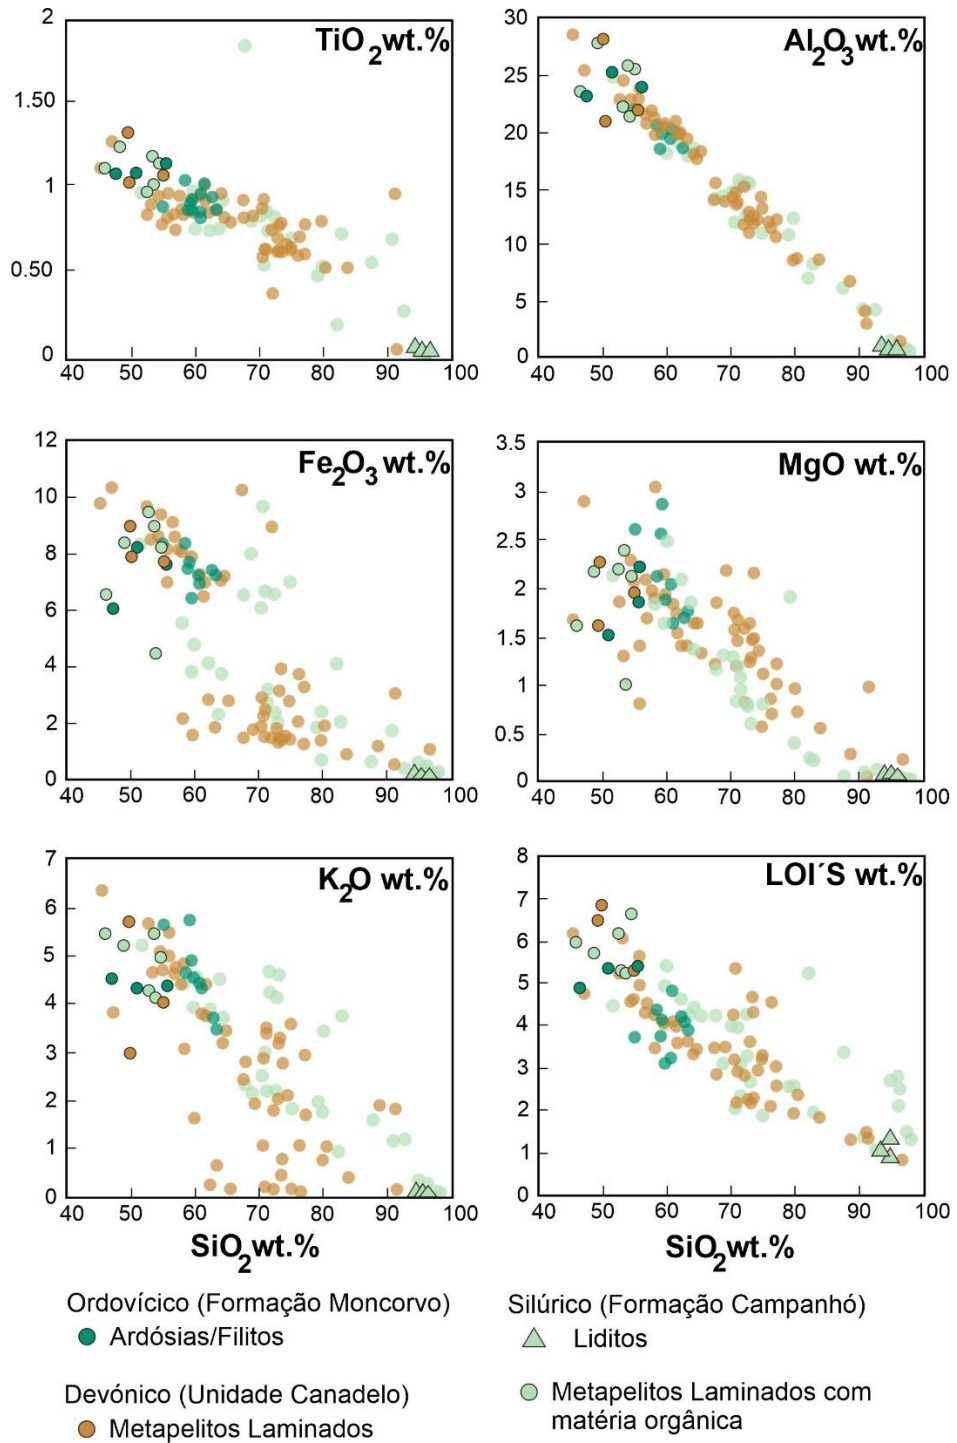 TiO2wt.%
2
1.50
1
0.50
0
40 50 60 70 80 90 100
Al2O3wt.%
30
25
20
15
10
5
0
40 50 60 70 80 90 100
Fe2O3wt.%
12
10
8
6
4
2
0
40 50 60 70 80 90 100
MgO wt.%
3.5
3
2.5
2
1.5
1
0.5
0
40 50 60 70 80 90 100
K2O wt.%
7
6
5
4
3
2
1
0
40 50 60 70 80 90 100
SiO2wt.%
LOI´S wt.%
8
7
6
5
4
3
2
1
0
40 50 60 70 80 90 100
SiO2wt.%
Ordovícico (Formação Moncorvo)
Ardósias/Filitos
Devónico (Unidade Canadelo)
Metapelitos Laminados
Silúrico (Formação Campanhó)
Liditos
Metapelitos Laminados com
matéria orgânica